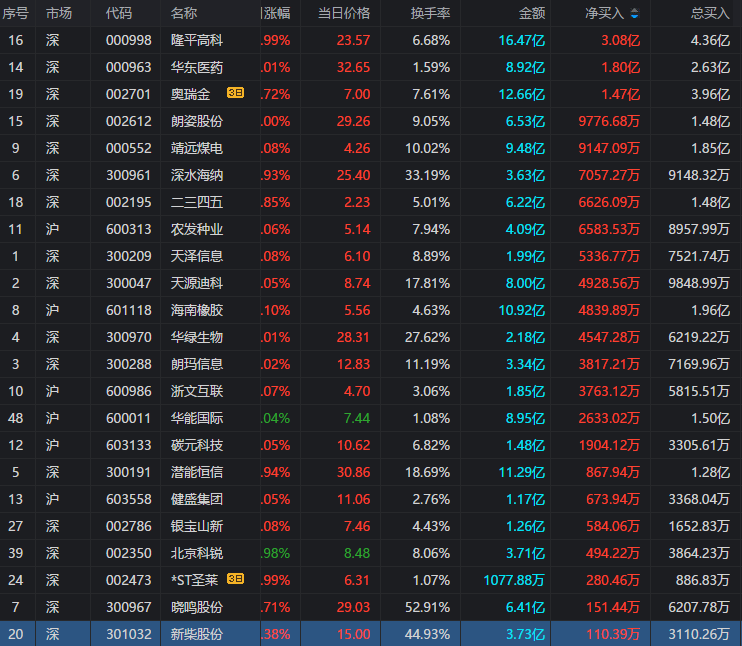 序号 市场 代码 名称 涨幅 当日价格 换手率 金额 净买入 总买入
16 深 000998 隆平高科 .99% 23.57 6.68% 16.47亿 3.08亿 4.36亿
14 深 000963 华东医药 .01% 32.65 1.59% 8.92亿 1.80亿 2.63亿
19 深 002701 奥瑞金 3日 .72% 7.00 7.61% 12.66亿 1.47亿 3.96亿
15 深 002612 朗姿股份 .00% 29.26 9.05% 6.53亿 9776.68万 1.48亿
9 深 000552 靖远煤电 .08% 4.26 10.02% 9.48亿 9147.09万 1.85亿
6 深 300961 深水海纳 .93% 25.40 33.19% 3.63亿 7057.27万 9148.32万
18 深 002195 二三四五 .85% 2.23 5.01% 6.22亿 6626.09万 1.48亿
11 沪 600313 农发种业 .06% 5.14 7.94% 4.09亿 6583.53万 8957.99万
1 深 300209 天泽信息 .08% 6.10 8.89% 1.99亿 5336.77万 7521.74万
2 深 300047 天源迪科 .05% 8.74 17.81% 8.00亿 4928.56万 9848.99万
8 沪 601118 海南橡胶 .10% 5.56 4.63% 10.92亿 4839.89万 1.96亿
4 深 300970 华绿生物 .01% 28.31 27.62% 2.18亿 4547.28万 6219.22万
3 深 300288 朗玛信息 .02% 12.83 11.19% 3.34亿 3817.21万 7169.96万
10 沪 600986 浙文互联 .07% 4.70 3.06% 1.85亿 3763.12万 5815.51万
48 沪 600011 华能国际 .04% 7.44 1.08% 8.95亿 2633.02万 1.50亿
12 沪 603133 碳元科技 .05% 10.62 6.82% 1.48亿 1904.12万 3305.61万
5 深 300191 潜能恒信 .94% 30.86 18.69% 11.29亿 867.94万 1.28亿
13 沪 603558 健盛集团 .05% 11.06 2.76% 1.17亿 673.94万 3368.04万
27 深 002786 银宝山新 .08% 7.46 4.43% 1.26亿 584.06万 1652.83万
39 深 002350 北京科锐 .98% 8.48 8.06% 3.71亿 494.22万 3864.23万
24 深 002473 *ST圣莱 3日 .99% 6.31 1.07% 1077.88万 280.46万 886.83万
7 深 300967 晓鸣股份 .71% 29.03 52.91% 6.41亿 151.44万 6207.78万
20 深 301032 新柴股份 .38% 15.00 44.93% 3.73亿 110.39万 3110.26万